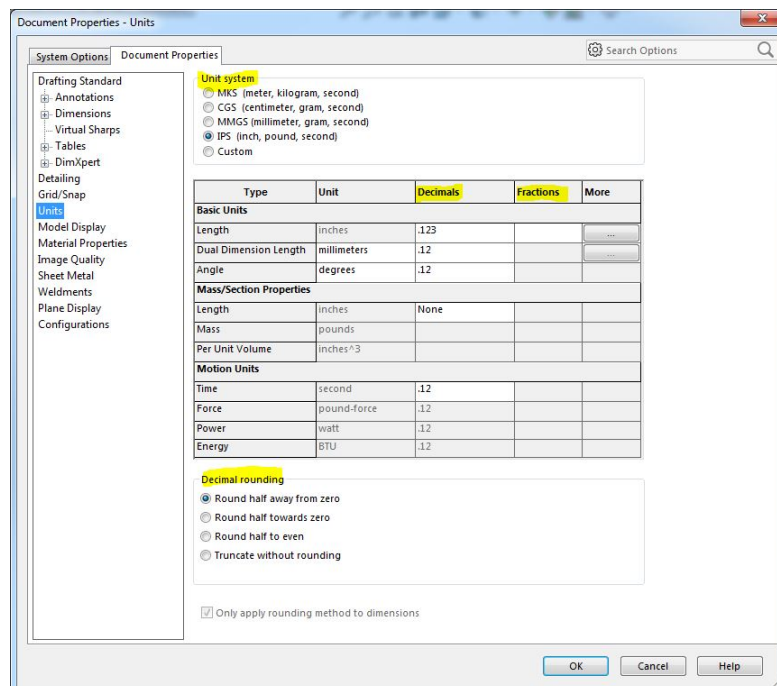 Document Properties - Units
System Options
Document Properties
Search Options
Drafting Standard
Annotations
Dimensions
Virtual Sharps
Tables
DimXpert
Detailing
Grid/Snap
Units
Model Display
Material Properties
Image Quality
Sheet Metal
Weldments
Plane Display
Configurations
Unit system
MKS (meter, kilogram, second)
CGS (centimeter, gram, second)
MMGS (millimeter, gram, second)
IPS (inch, pound, second)
Custom
Type Unit Decimals Fractions More
Basic Units
Length inches .123 ...
Dual Dimension Length millimeters .12 ...
Angle degrees .12
Mass/Section Properties
Length inches None
Mass pounds
Per Unit Volume inches^3
Motion Units
Time second .12
Force pound-force .12
Power watt .12
Energy BTU .12
Decimal rounding
Round half away from zero
Round half towards zero
Round half to even
Truncate without rounding
Only apply rounding method to dimensions
OK Cancel Help